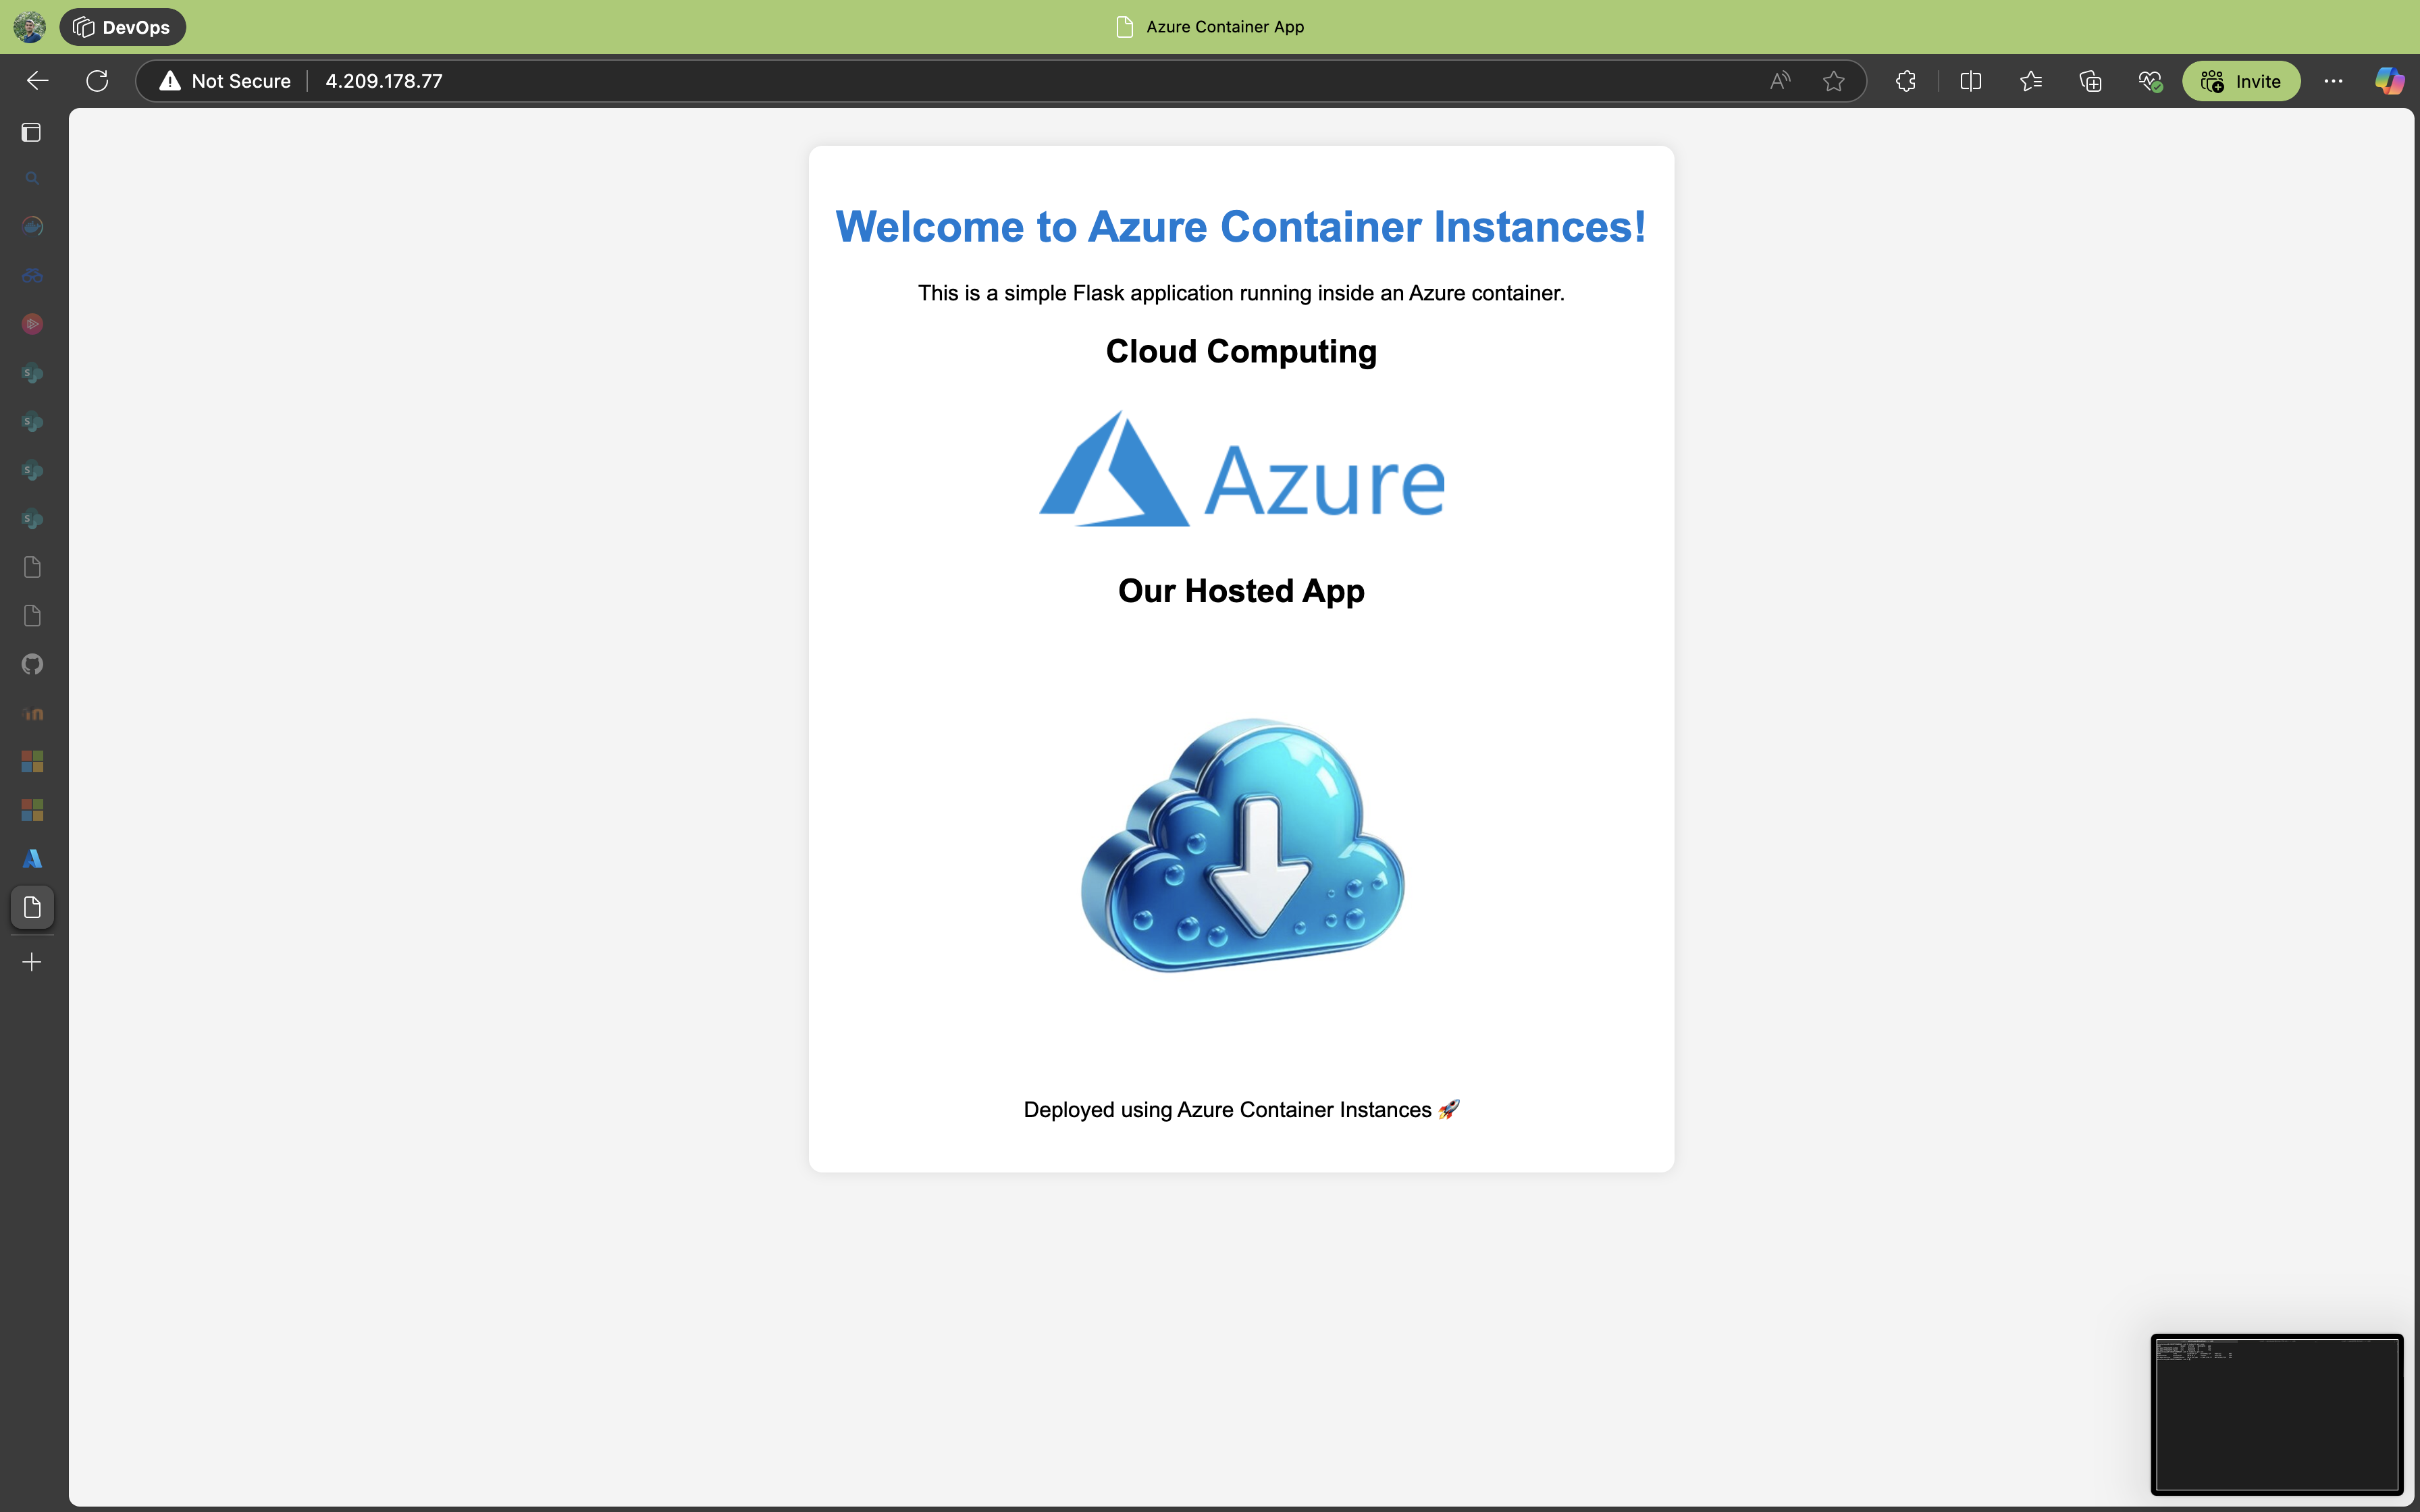 DevOps
Azure Container App
Not Secure
4.209.178.77
Invite
Welcome to Azure Container Instances!
This is a simple Flask application running inside an Azure container.
Cloud Computing
Azure
Our Hosted App
Deployed using Azure Container Instances 🚀